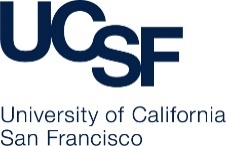 UCSF
University of California
San Francisco